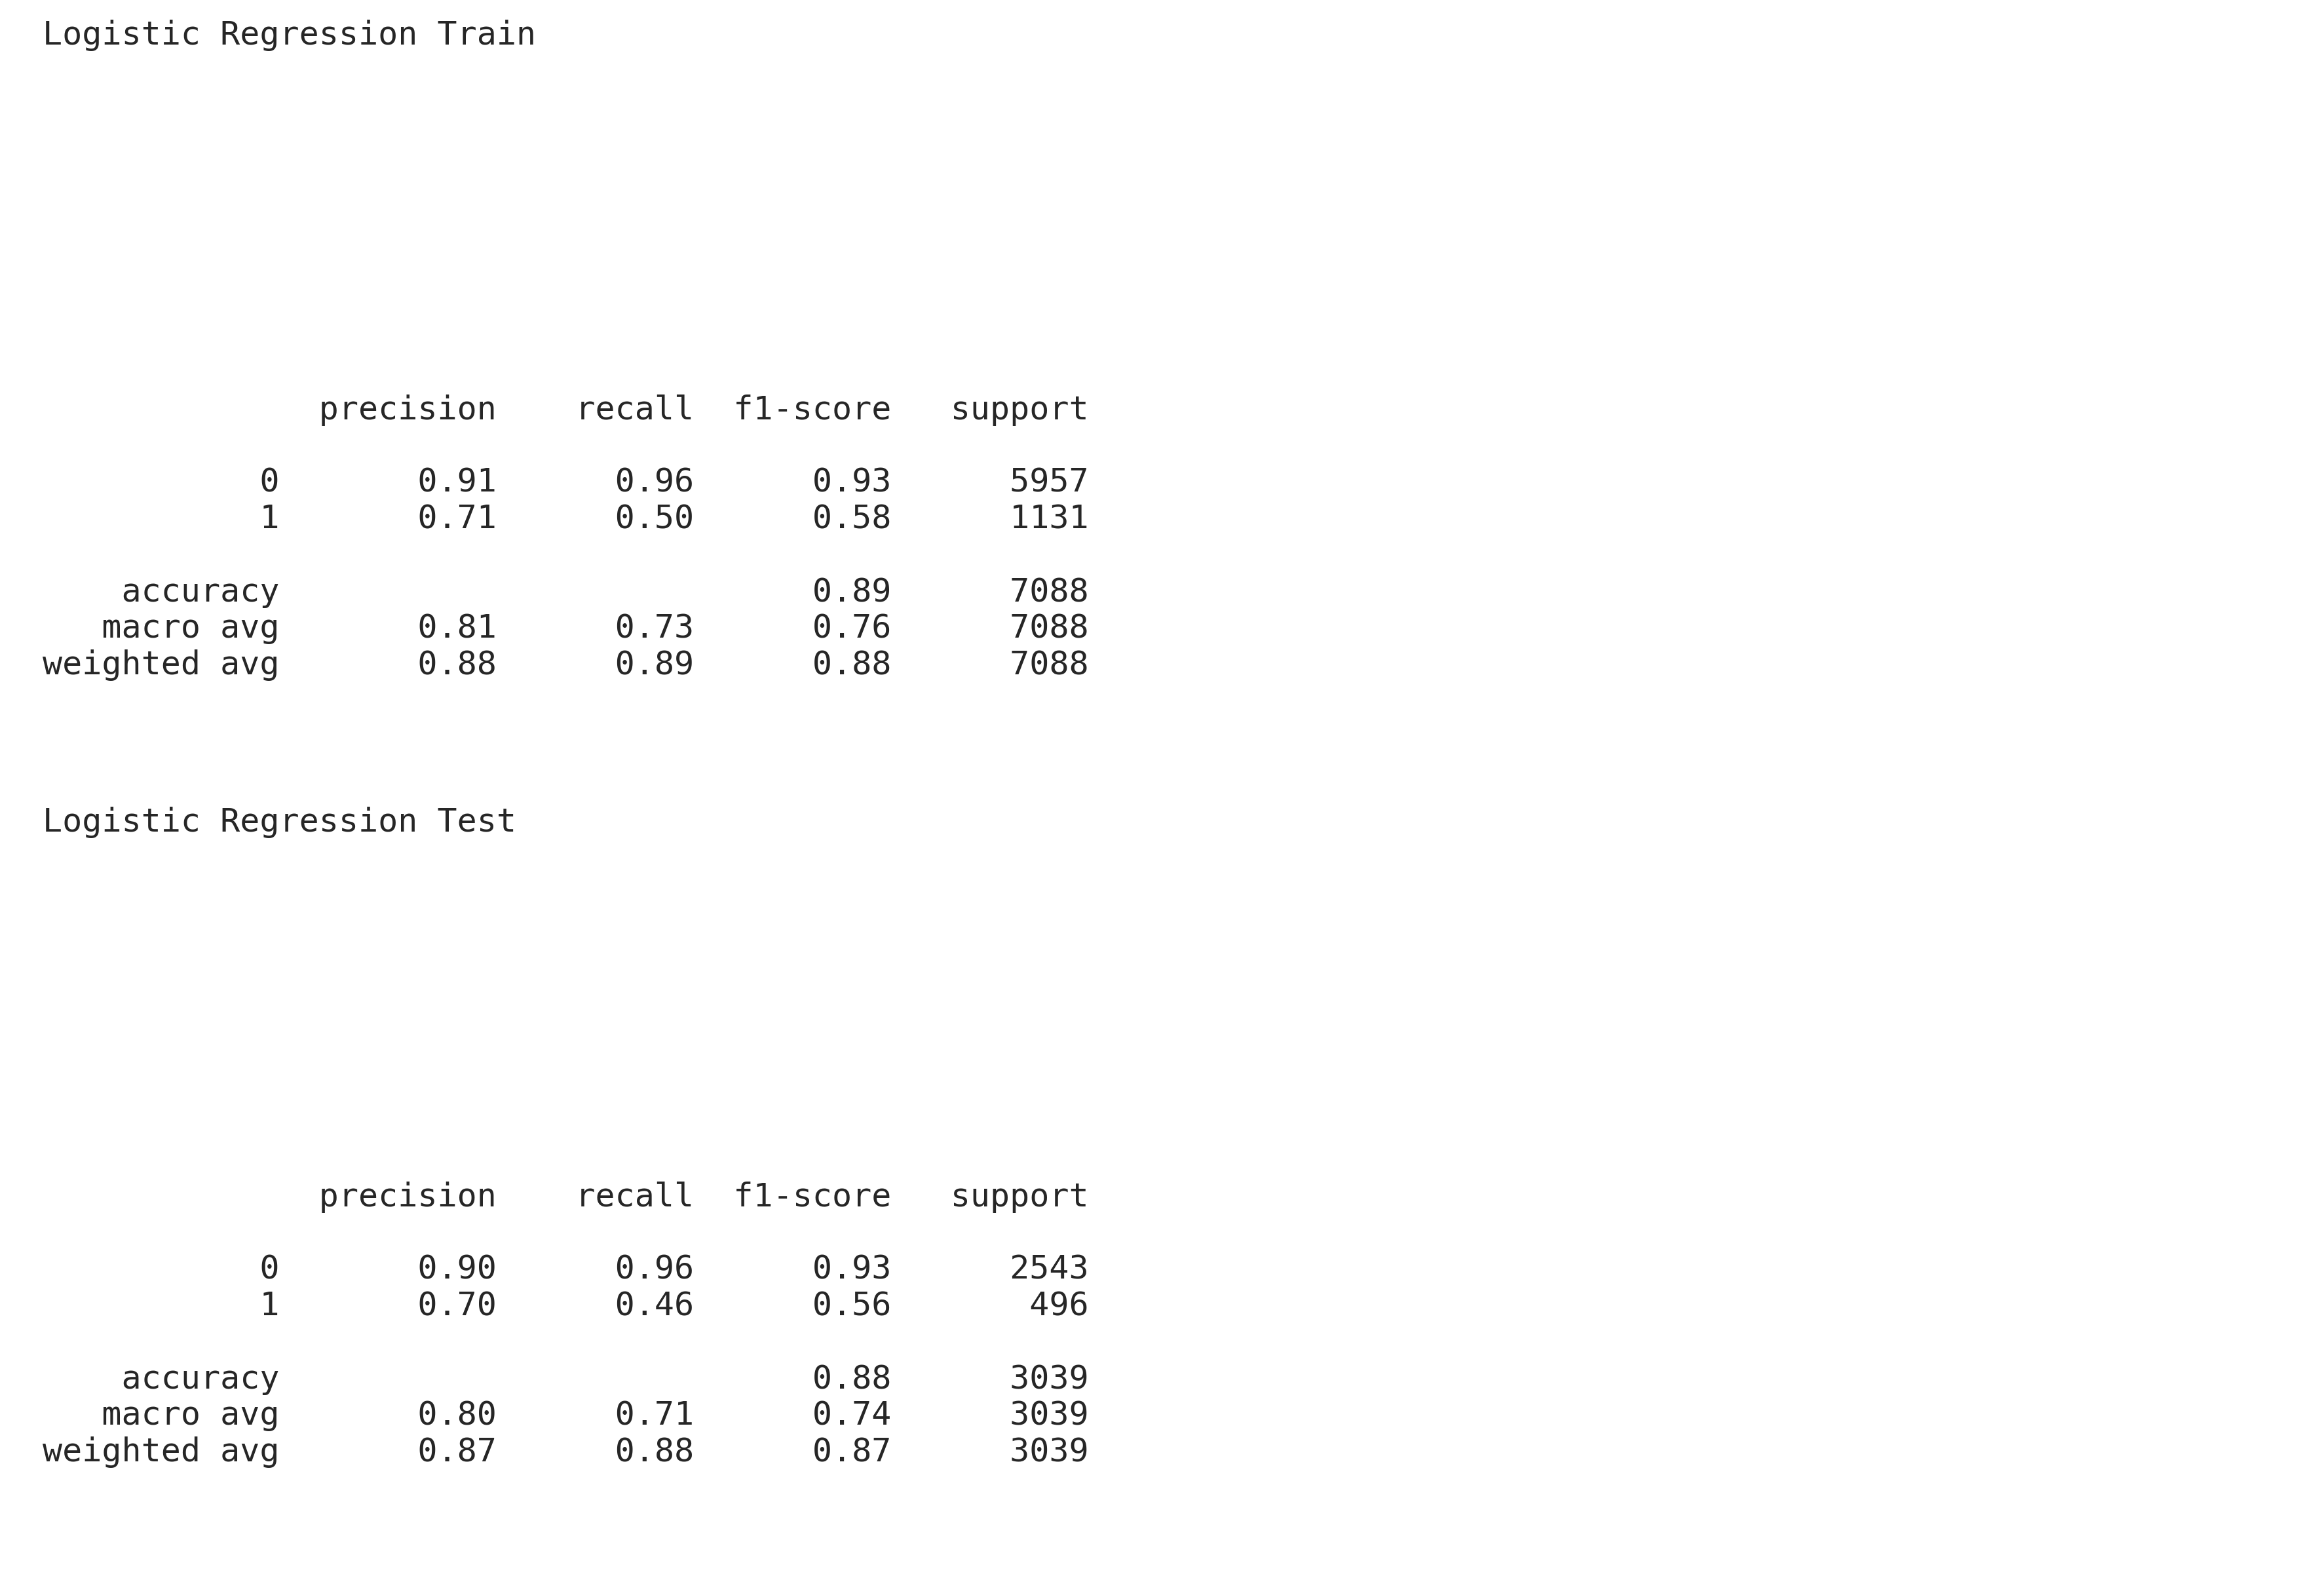 Logistic Regression Train
precision recall f1-score support
0 0.91 0.96 0.93 5957
1 0.71 0.50 0.58 1131
accuracy 0.89 7088
macro avg 0.81 0.73 0.76 7088
weighted avg 0.88 0.89 0.88 7088
Logistic Regression Test
precision recall f1-score support
0 0.90 0.96 0.93 2543
1 0.70 0.46 0.56 496
accuracy 0.88 3039
macro avg 0.80 0.71 0.74 3039
weighted avg 0.87 0.88 0.87 3039